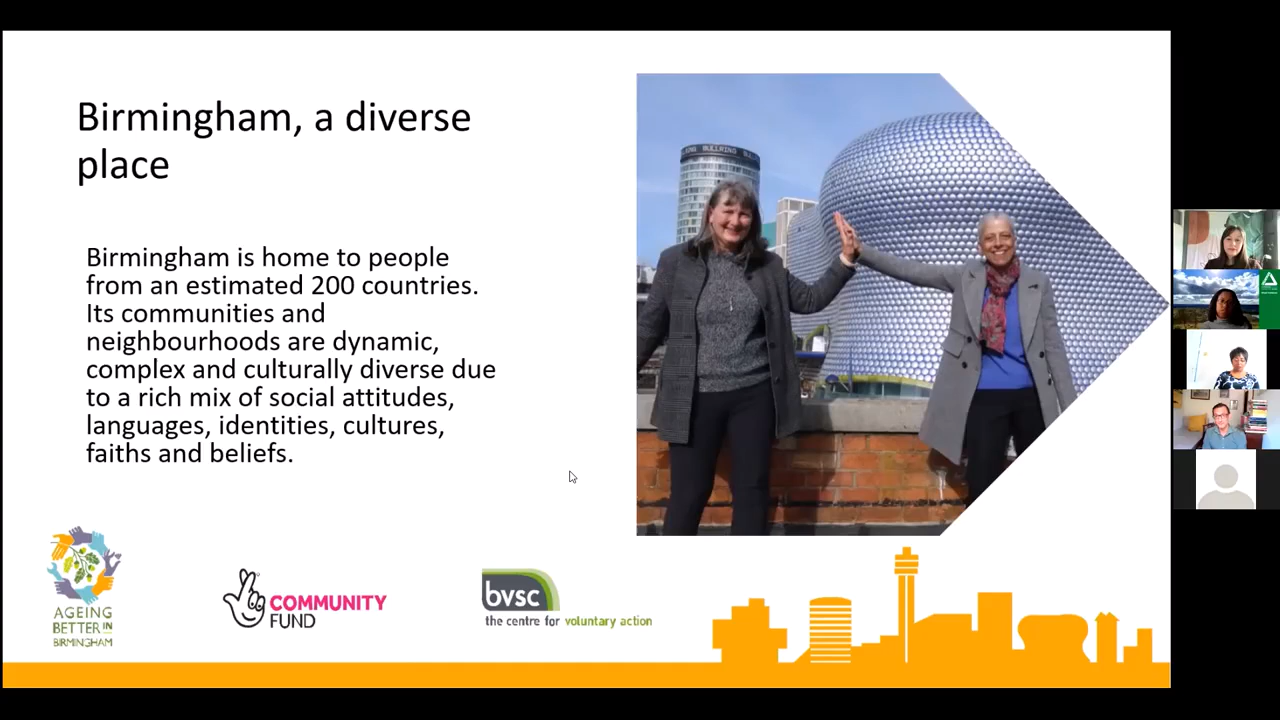 Birmingham, a diverse
place
Birmingham is home to people
from an estimated 200 countries.
Its communities and
neighbourhoods are dynamic,
complex and culturally diverse due
to a rich mix of social attitudes,
languages, identities, cultures,
faiths and beliefs.
BULLRING
AGEING
BETTER IN
BIRMINGHAM
COMMUNITY
FUND
bvsc
the centre for voluntary action